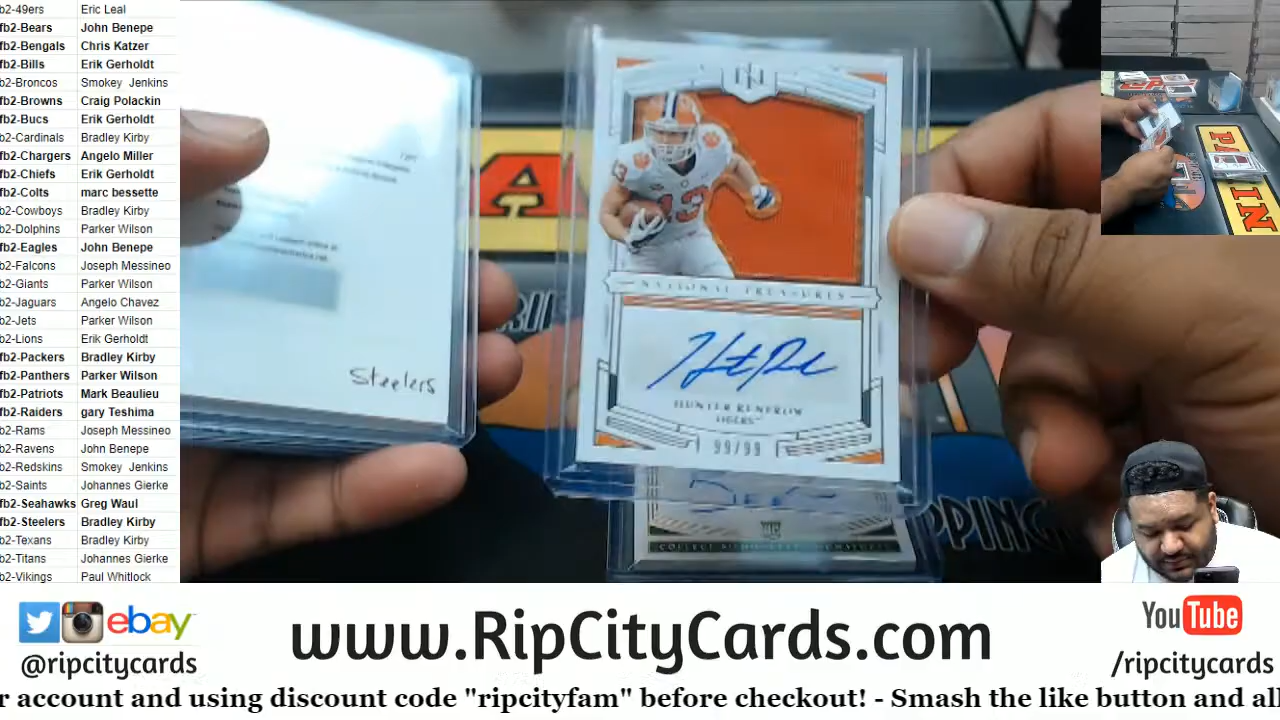 b2-49ers Eric Leal
fb2-Bears John Benepe
fb2-Bengals Chris Katzer
fb2-Bills Erik Gerholdt
b2-Broncos Smokey Jenkins
fb2-Browns Craig Polackin
fb2-Bucs Erik Gerholdt
b2-Cardinals Bradley Kirby
fb2-Chargers Angelo Miller
fb2-Chiefs Erik Gerholdt
fb2-Colts marc bessette
b2-Cowboys Bradley Kirby
b2-Dolphins Parker Wilson
fb2-Eagles John Benepe
b2-Falcons Joseph Messineo
b2-Giants Parker Wilson
b2-Jaguars Angelo Chavez
b2-Jets Parker Wilson
b2-Lions Erik Gerholdt
fb2-Packers Bradley Kirby
fb2-Panthers Parker Wilson
fb2-Patriots Mark Beaulieu
fb2-Raiders gary Teshima
b2-Rams Joseph Messineo
b2-Ravens John Benepe
b2-Redskins Smokey Jenkins
b2-Saints Johannes Gierke
fb2-Seahawks Greg Waul
fb2-Steelers Bradley Kirby
b2-Texans Bradley Kirby
b2-Titans Johannes Gierke
b2-Vikings Paul Whitlock
Steelers
13
NATIONAL TREASURES
HUNTER RENFROW
TIGERS
99/99
PPING
ebay
@ripcitycards
www.RipCityCards.com
YouTube
/ripcitycards
r account and using discount code "ripcityfam" before checkout! - Smash the like button and all